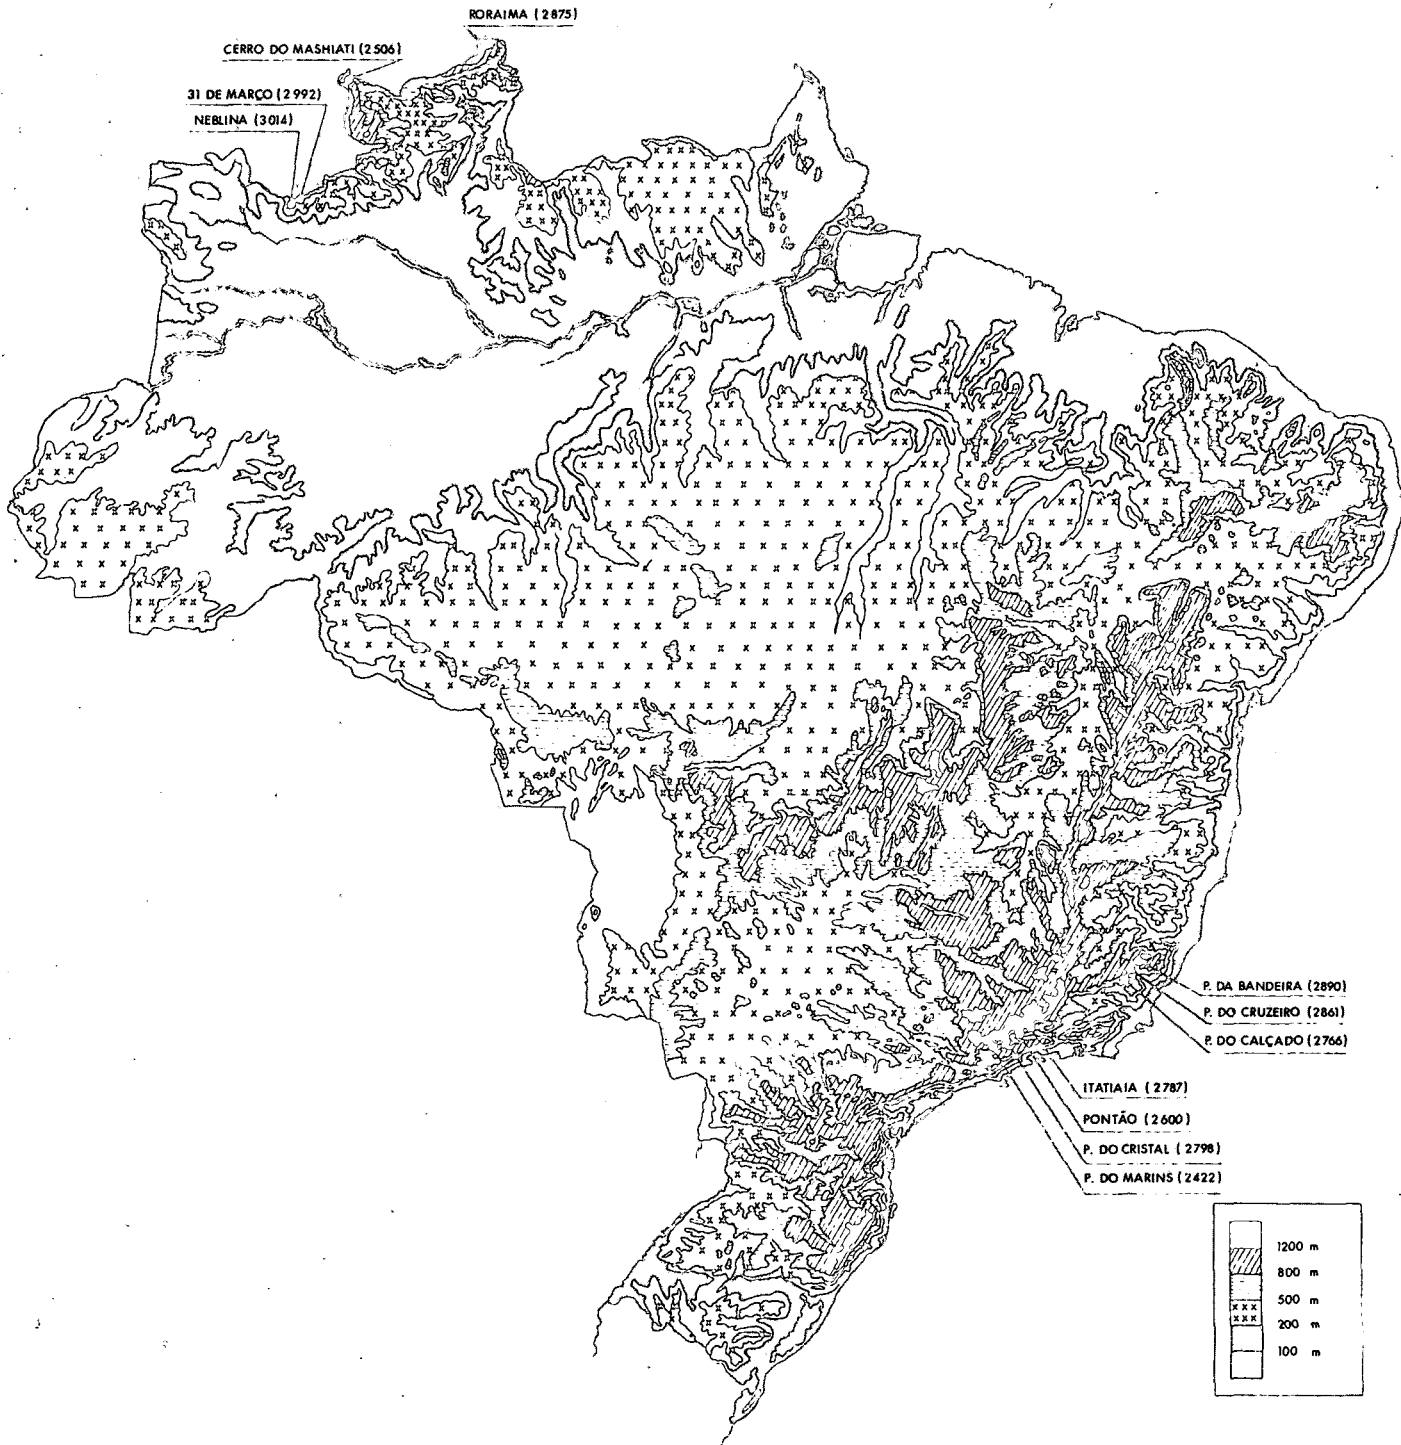 RORAIMA (2875)
CERRO DO MASHIATI (2506)
31 DE MARÇO (2992)
NEBLINA (3014)
P. DA BANDEIRA (2890)
P. DO CRUZEIRO (2861)
P. DO CALÇADO (2766)
ITATIAIA (2787)
PONTÃO (2600)
P. DO CRISTAL (2798)
P. DO MARINS (2422)
1200 m
800 m
500 m
200 m
100 m